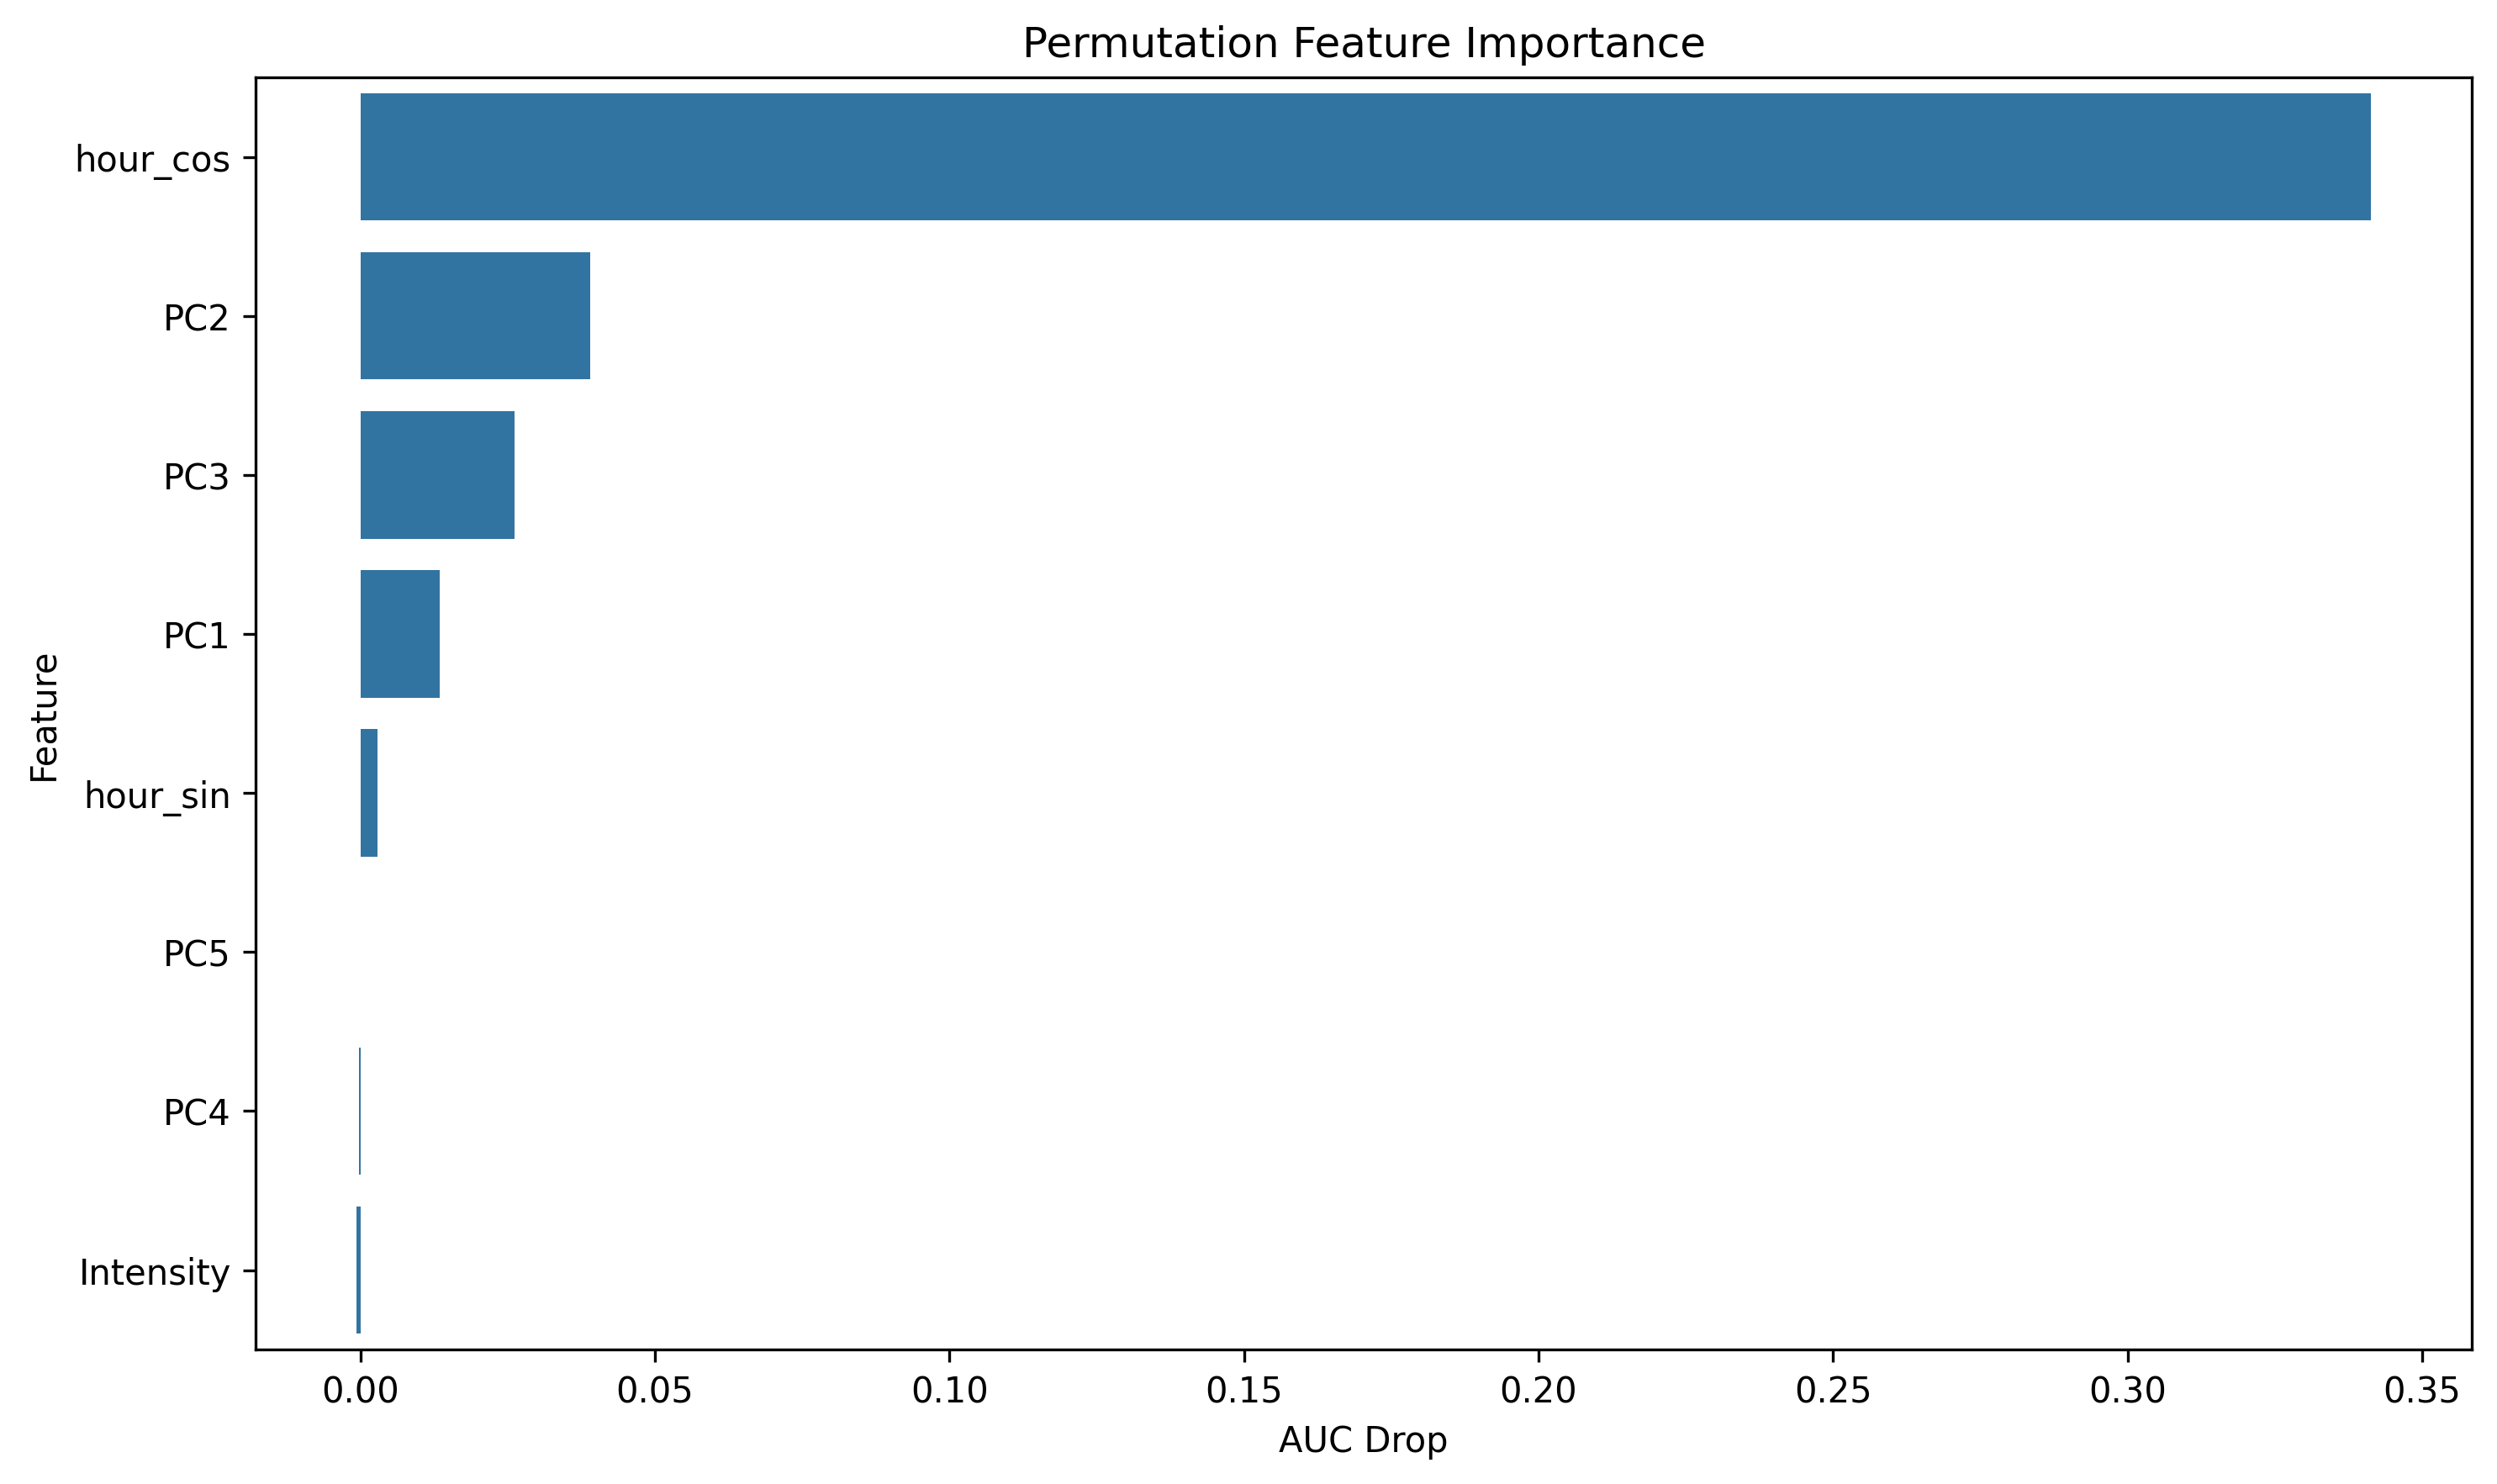 Permutation Feature Importance
Feature
hour_cos
PC2
PC3
PC1
hour_sin
PC5
PC4
Intensity
0.00 0.05 0.10 0.15 0.20 0.25 0.30 0.35
AUC Drop